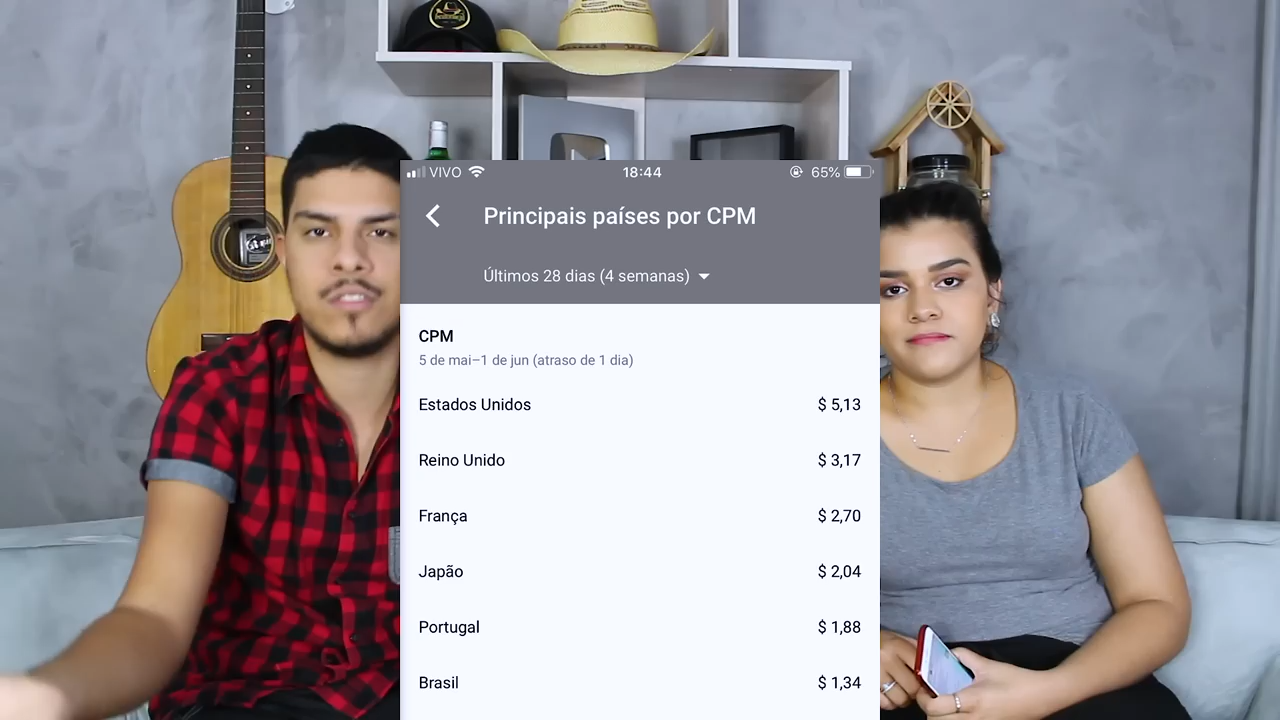 VIVO 18:44 65%
Principais países por CPM
Últimos 28 dias (4 semanas)
CPM
5 de mai–1 de jun (atraso de 1 dia)
Estados Unidos $ 5,13
Reino Unido $ 3,17
França $ 2,70
Japão $ 2,04
Portugal $ 1,88
Brasil $ 1,34